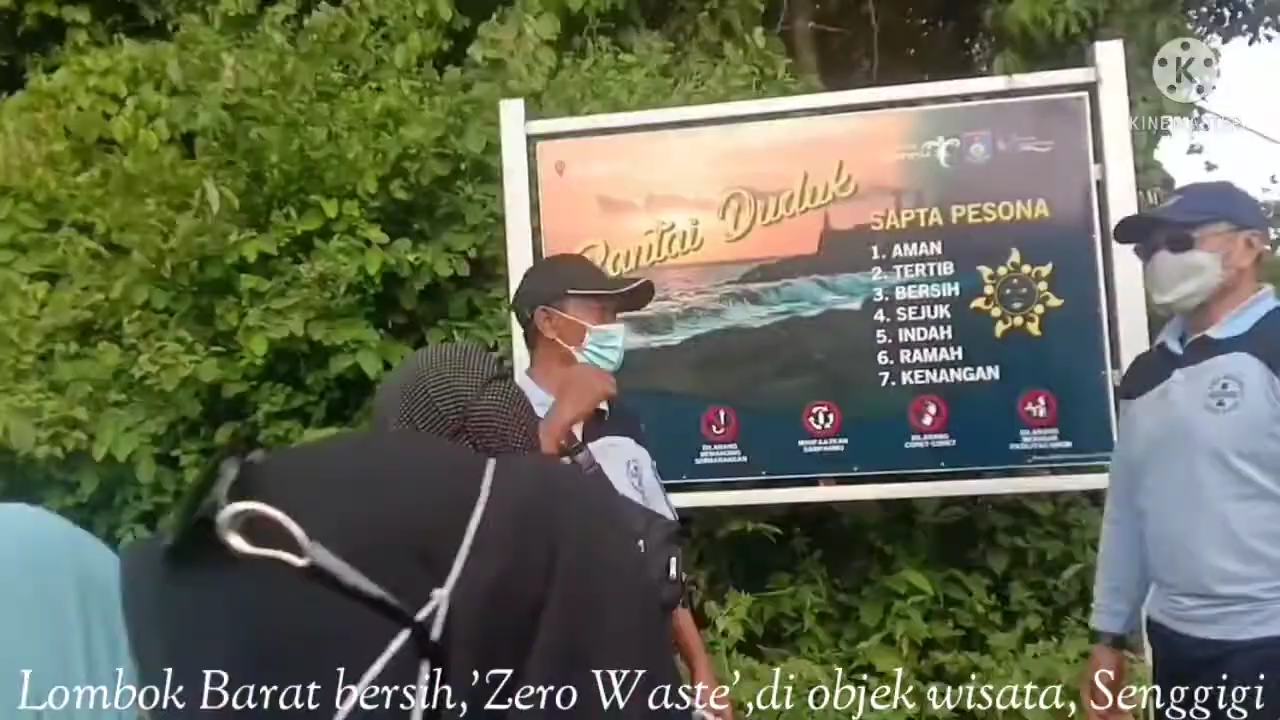 KINEMASTER
Pantai Duduk
SAPTA PESONA
1. AMAN
2. TERTIB
3. BERSIH
4. SEJUK
5. INDAH
6. RAMAH
7. KENANGAN
DILARANG
Lombok Barat bersih,’Zero Waste’,di objek wisata, Senggigi